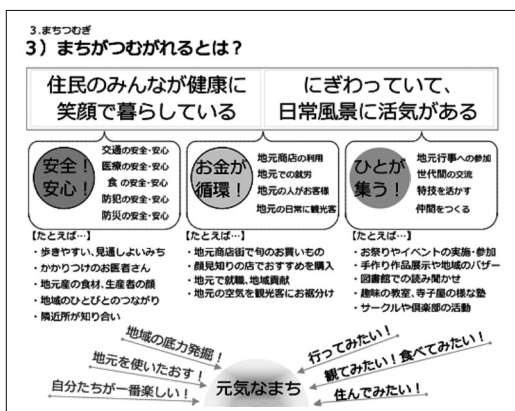 3.まちつむぎ
3）まちがつむがれるとは？
住民のみんなが健康に
笑顔で暮らしている
にぎわっていて、
日常風景に活気がある
安全！
安心！
交通の安全・安心
医療の安全・安心
食 の安全・安心
防犯の安全・安心
防災の安全・安心
お金が
循環！
地元商店の利用
地元での就労
地元の人がお客様
地元の日常に観光客
ひとが
集う！
地元行事への参加
世代間の交流
特技を活かす
仲間をつくる
【たとえば…】
・歩きやすい、見通しよいみち
・かかりつけのお医者さん
・地元産の食材、生産者の顔
・地域のひとびとのつながり
・隣近所が知り合い
【たとえば…】
・地元商店街で旬のお買いもの
・顔見知りの店でおすすめを購入
・地元で就職、地域貢献
・地元の空気を観光客にお裾分け
【たとえば…】
・お祭りやイベントの実施・参加
・手作り作品展示や地域のバザー
・図書館での読み聞かせ
・趣味の教室、寺子屋の様な塾
・サークルや倶楽部の活動
地域の底力発掘！
地元を使いたおす！
自分たちが一番楽しい！
元気なまち
行ってみたい！
観てみたい！食べてみたい！
住んでみたい！